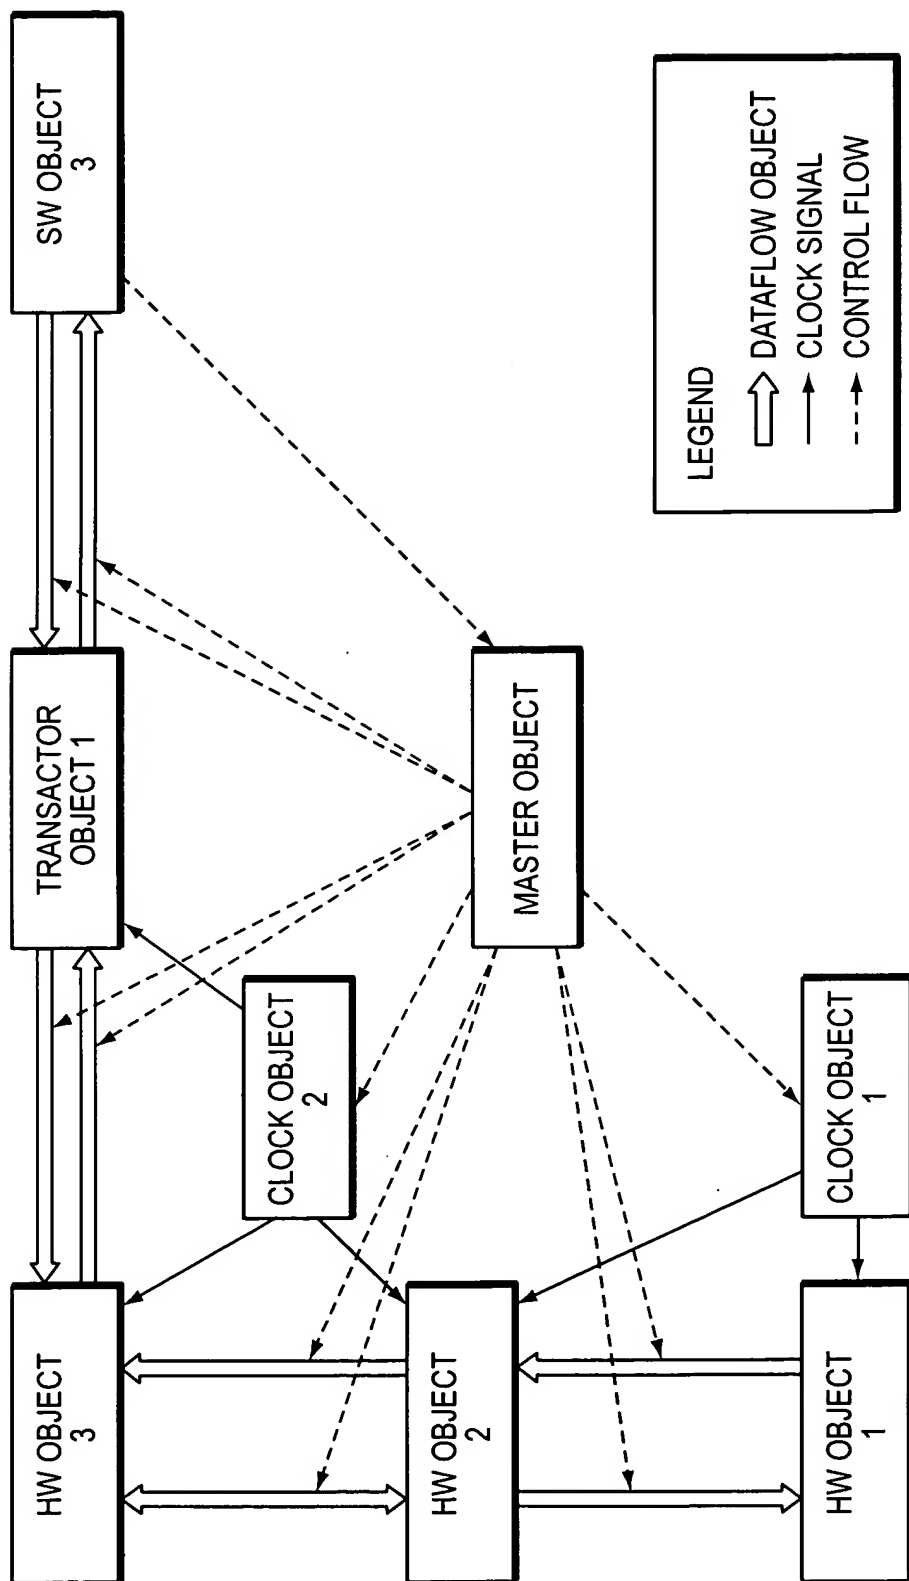 HW OBJECT
3
TRANSACTOR
OBJECT 1
SW OBJECT
3
CLOCK OBJECT
2
HW OBJECT
2
MASTER OBJECT
HW OBJECT
1
CLOCK OBJECT
1
LEGEND
DATAFLOW OBJECT
CLOCK SIGNAL
CONTROL FLOW